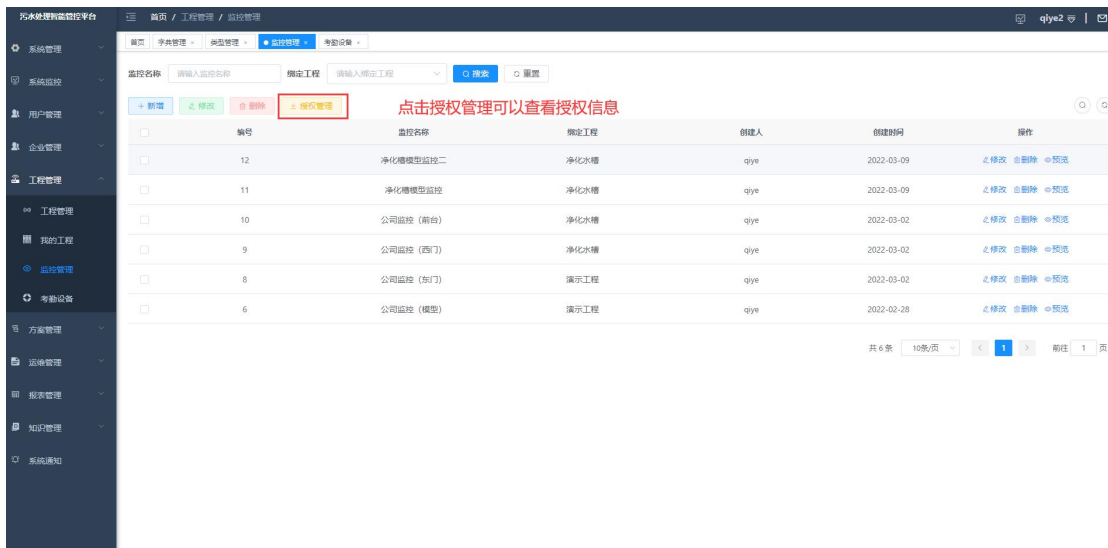 污水处理智能管控平台
首页 / 工程管理 / 监控管理
qiye2
首页 字典管理 × 类型管理 × 监控管理 × 考勤设备 ×
系统管理
系统监控
用户管理
企业管理
工程管理
工程管理
我的工程
监控管理
考勤设备
方案管理
运维管理
报表管理
知识管理
系统通知
监控名称 请输入监控名称 绑定工程 请输入绑定工程 搜索 重置
+ 新增 修改 删除 授权管理 点击授权管理可以查看授权信息
编号 监控名称 绑定工程 创建人 创建时间 操作
12 净化槽模型监控二 净化水槽 qiye 2022-03-09 修改 删除 预览
11 净化槽模型监控 净化水槽 qiye 2022-03-09 修改 删除 预览
10 公司监控（前台） 净化水槽 qiye 2022-03-02 修改 删除 预览
9 公司监控（西门） 净化水槽 qiye 2022-03-02 修改 删除 预览
8 公司监控（东门） 演示工程 qiye 2022-03-02 修改 删除 预览
6 公司监控（模型） 演示工程 qiye 2022-02-28 修改 删除 预览
共 6 条 10条/页 < 1 > 前往 1 页